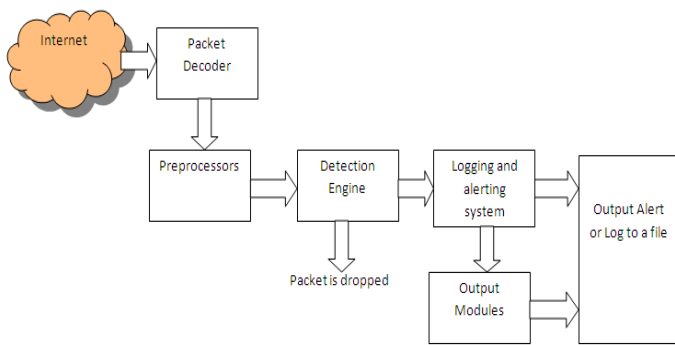 Internet
Packet
Decoder
Preprocessors
Detection
Engine
Logging and
alerting
system
Output Alert
or Log to a file
Packet is dropped
Output
Modules